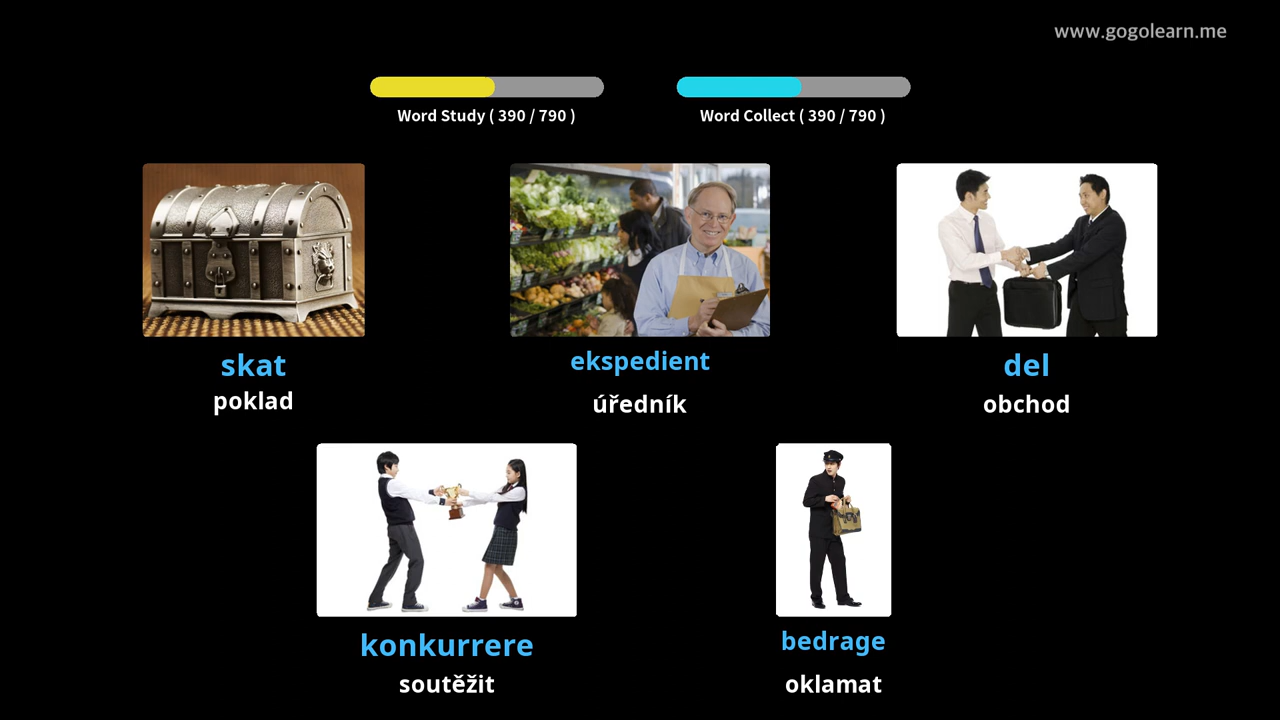 www.gogolearn.me
Word Study ( 390 / 790 )
Word Collect ( 390 / 790 )
skat
poklad
ekspedient
úředník
del
obchod
konkurrere
soutěžit
bedrage
oklamat